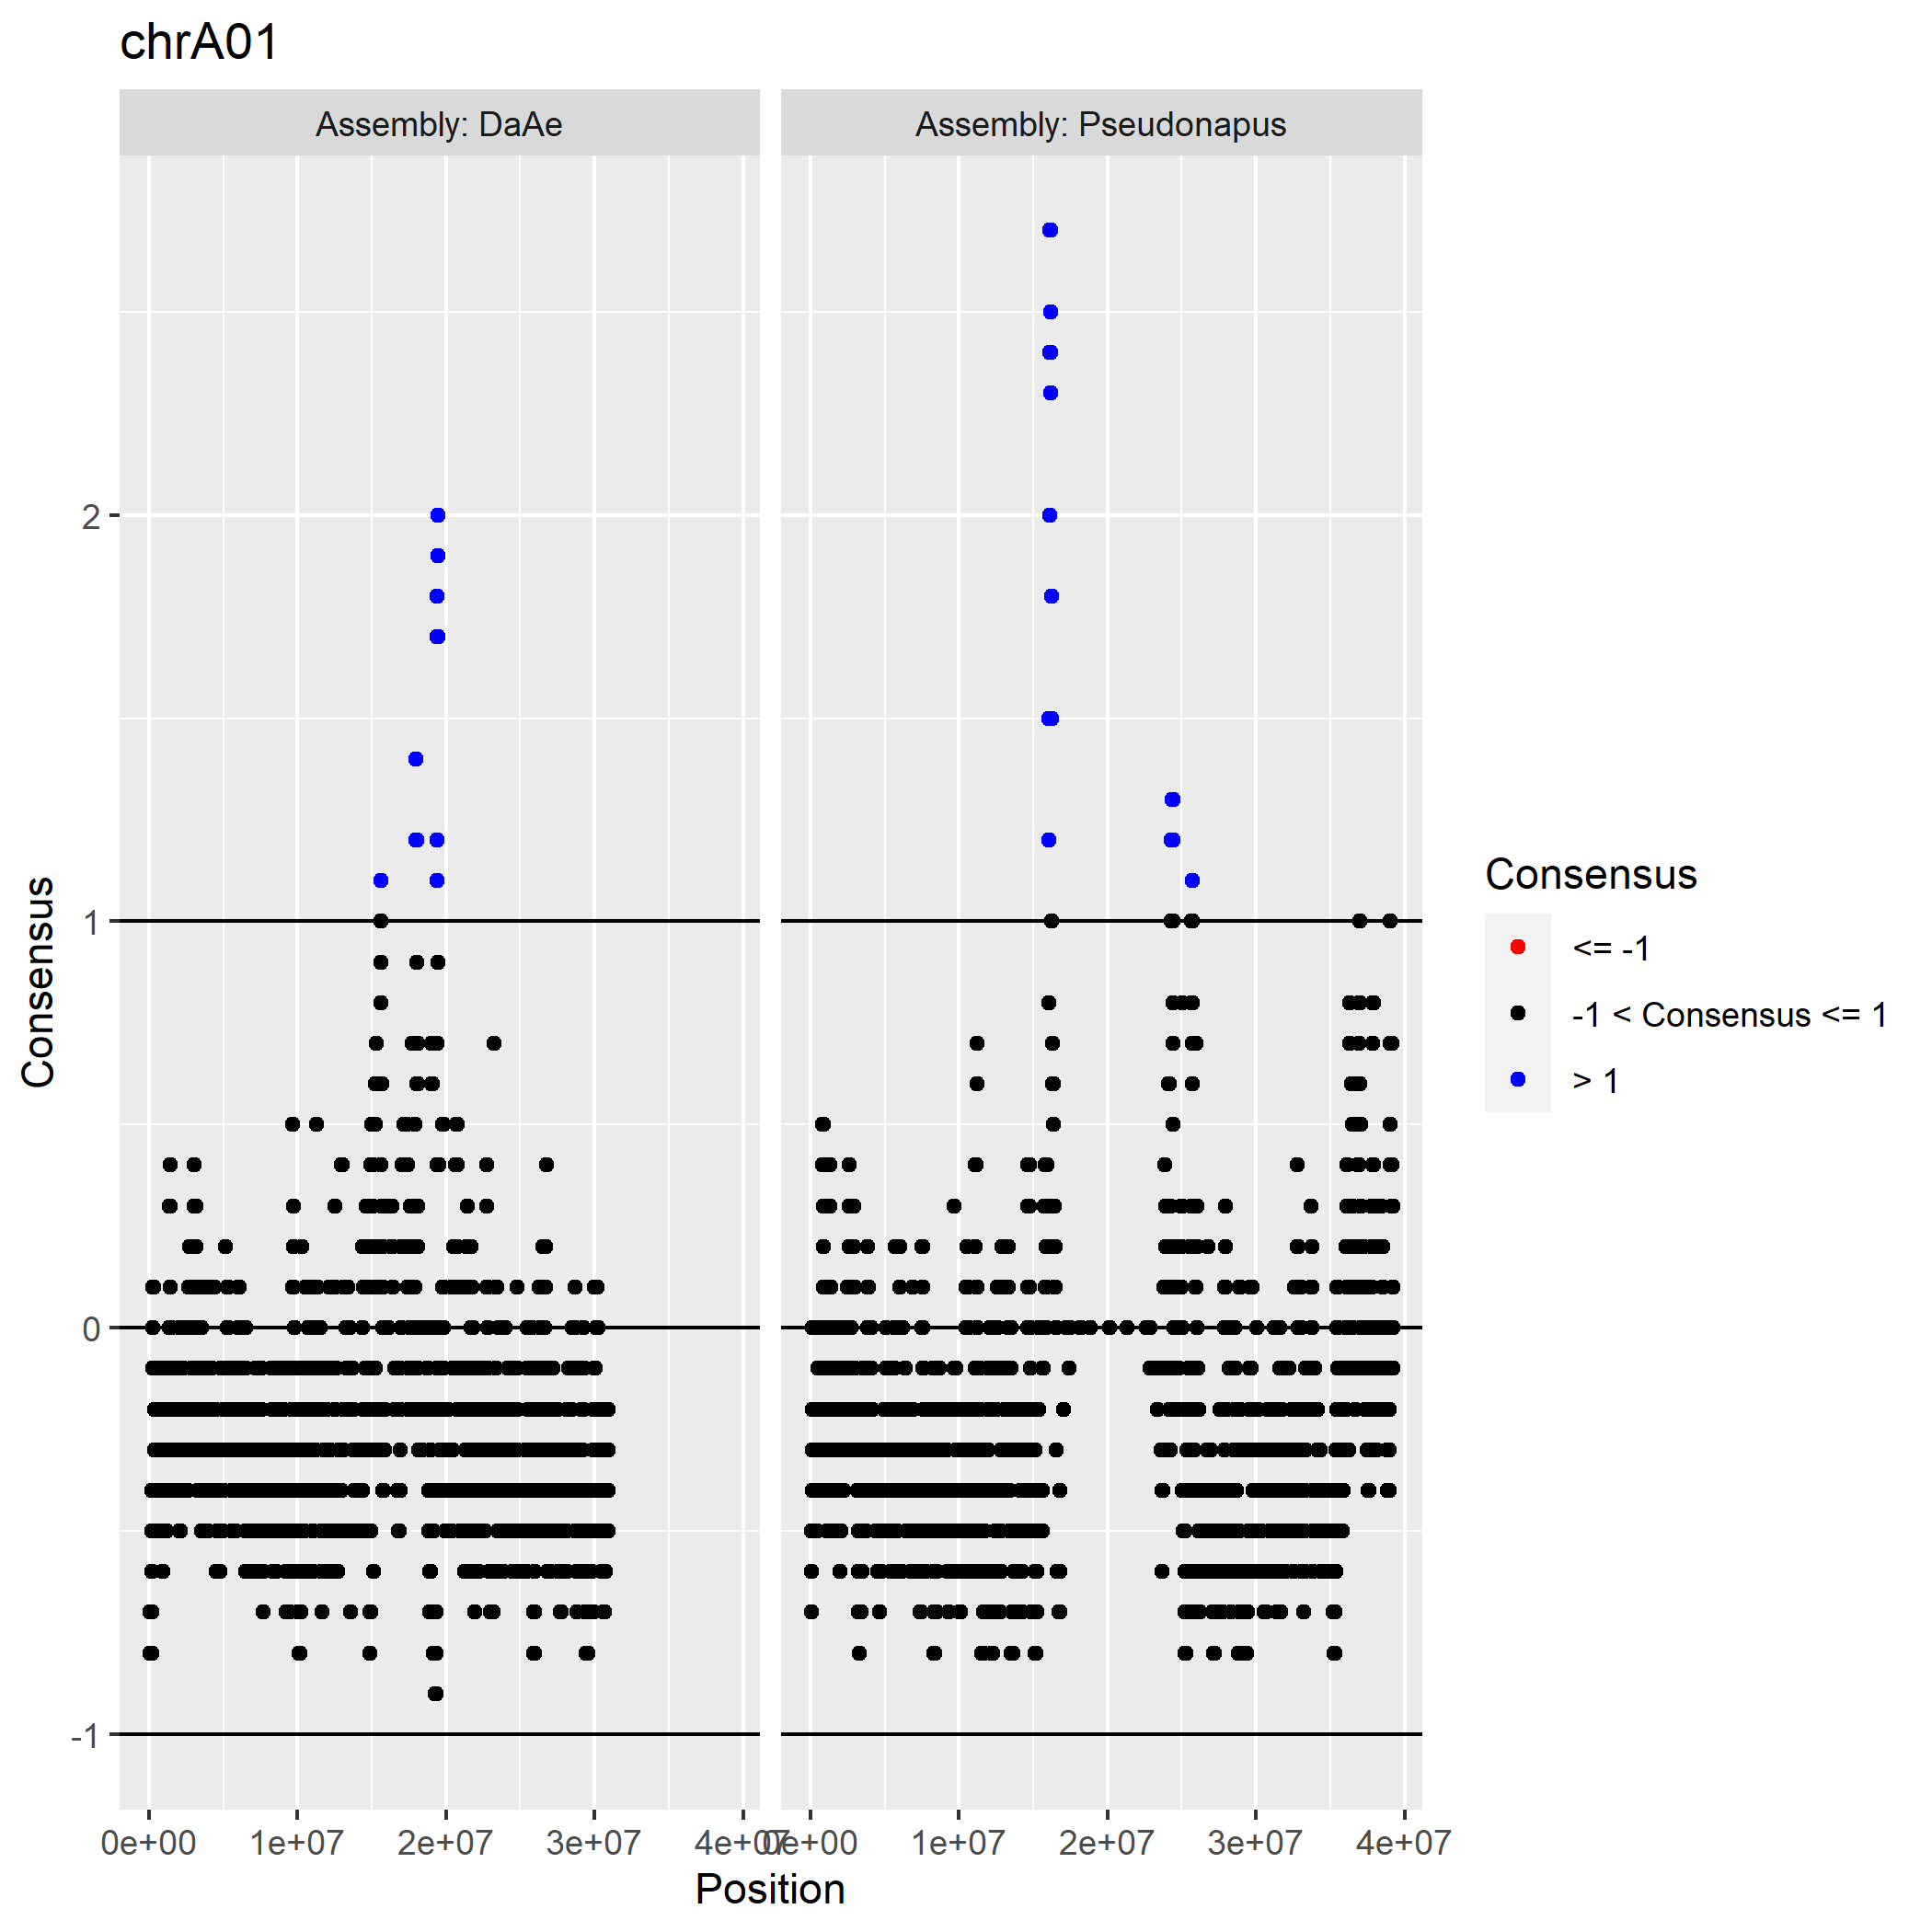 chrA01
Assembly: DaAe
Assembly: Pseudonapus
2
1
0
-1
Consensus
0e+00 1e+07 2e+07 3e+07 4e+07 0e+00 1e+07 2e+07 3e+07 4e+07
Position
Consensus
<= -1
-1 < Consensus <= 1
> 1